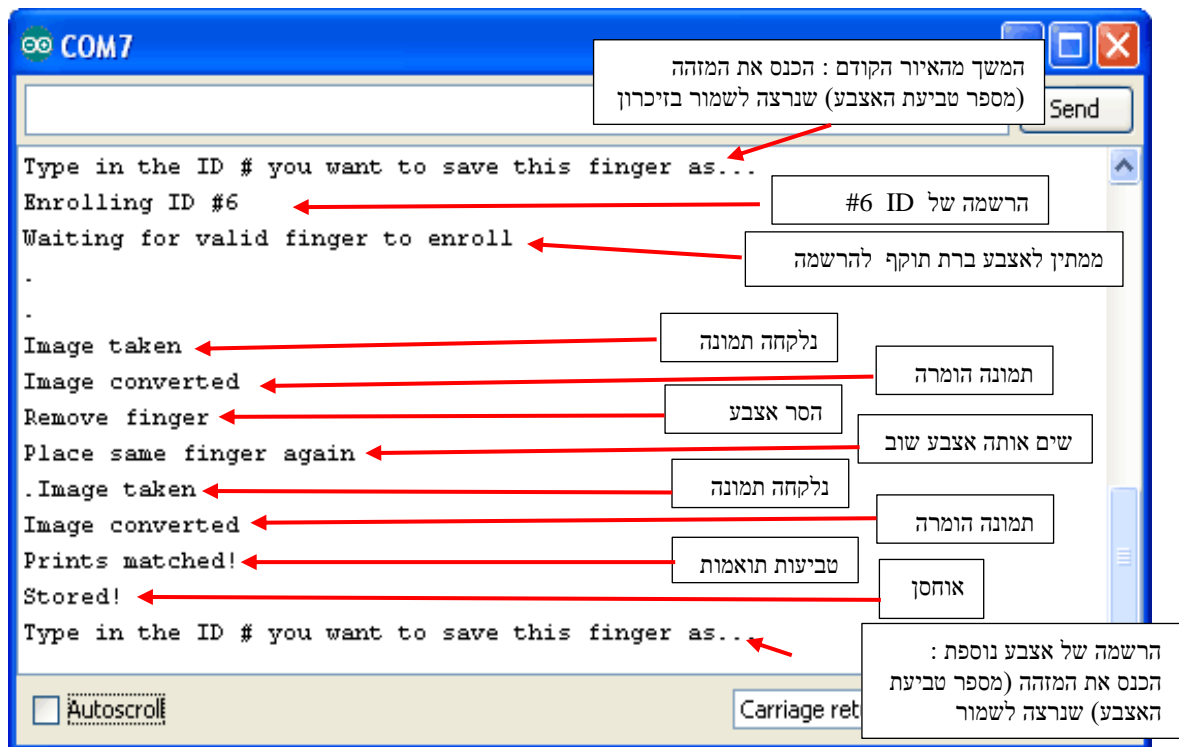 COM7
המשך מהאיור הקודם : הכנס את המזהה
(מספר טביעת האצבע) שנרצה לשמור בזיכרון
Send
Type in the ID # you want to save this finger as...
Enrolling ID #6
הרשמה של ID #6
Waiting for valid finger to enroll
ממתין לאצבע ברת תוקף להרשמה
.
.
Image taken
נלקחה תמונה
Image converted
תמונה הומרה
Remove finger
הסר אצבע
Place same finger again
שים אותה אצבע שוב
.Image taken
נלקחה תמונה
Image converted
תמונה הומרה
Prints matched!
טביעות תואמות
Stored!
אוחסן
Type in the ID # you want to save this finger as...
הרשמה של אצבע נוספת :
הכנס את המזהה (מספר טביעת
האצבע) שנרצה לשמור
Autoscroll
Carriage ret